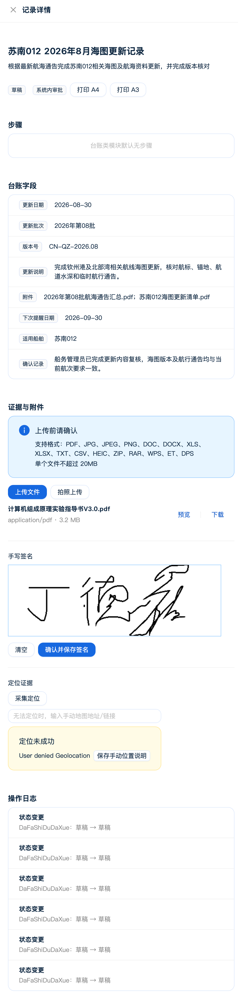 记录详情
苏南012 2026年8月海图更新记录
根据最新航海通告完成苏南012相关海图及航海资料更新，并完成版本核对
草稿 系统内审批 打印 A4 打印 A3
步骤
台账类模块默认无步骤
台账字段
更新日期 2026-08-30
更新批次 2026年第08批
版本号 CN-QZ-2026.08
更新说明 完成钦州港及北部湾相关航线海图更新，核对航标、锚地、航
道水深和临时航行通告。
附件 2026年第08批航海通告汇总.pdf；苏南012海图更新清单.pdf
下次提醒日期 2026-09-30
适用船舶 苏南012
确认记录 船务管理员已完成更新内容复核，海图版本及航行通告均与当
前航次要求一致。
证据与附件
上传前请确认
支持格式：PDF、JPG、JPEG、PNG、DOC、DOCX、XLS、
XLSX、TXT、CSV、HEIC、ZIP、RAR、WPS、ET、DPS
单个文件不超过 20MB
上传文件 拍照上传
计算机组成原理实验指导书V3.0.pdf
application/pdf · 3.2 MB
预览 下载
手写签名
丁德
清空 确认并保存签名
定位证据
采集定位
无法定位时，输入手动地图地址/链接
定位未成功
User denied Geolocation 保存手动位置说明
操作日志
状态变更
DaFaShiDuDaXue：草稿 → 草稿
状态变更
DaFaShiDuDaXue：草稿 → 草稿
状态变更
DaFaShiDuDaXue：草稿 → 草稿
状态变更
DaFaShiDuDaXue：草稿 → 草稿
状态变更
DaFaShiDuDaXue：草稿 → 草稿
状态变更
DaFaShiDuDaXue：草稿 → 草稿